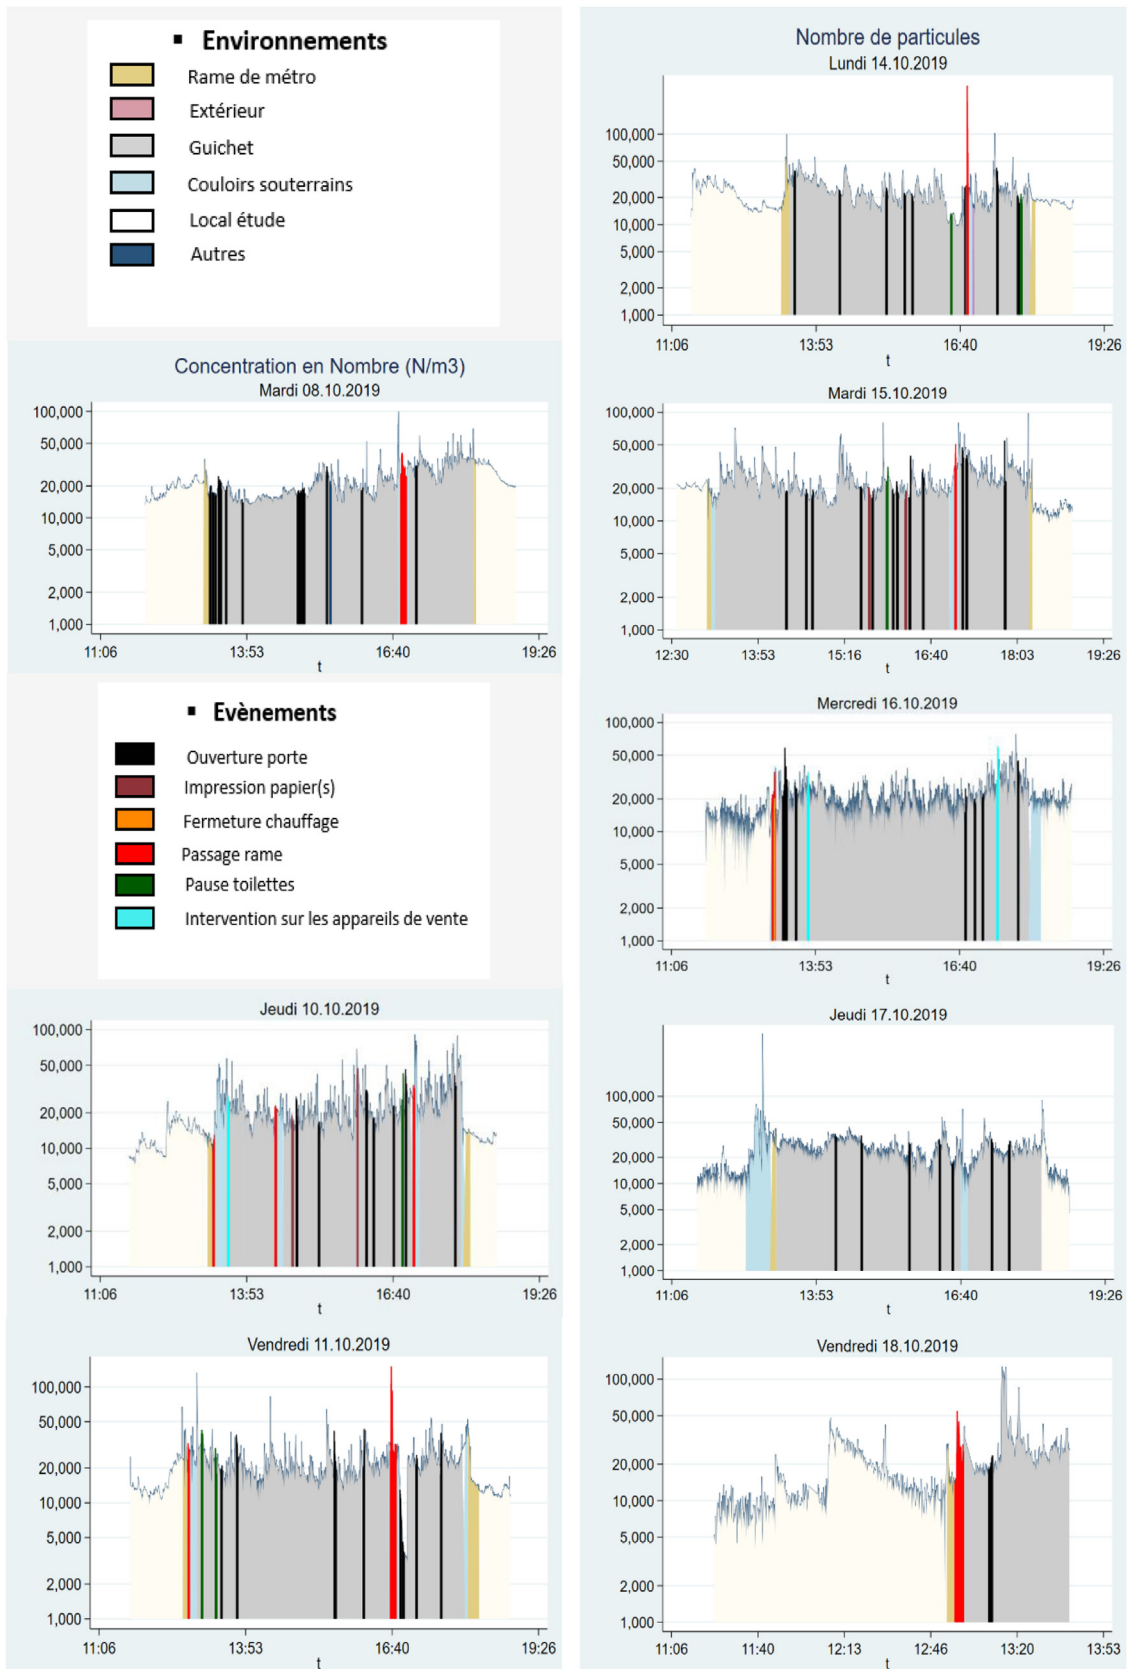 ▪ Environnements
Rame de métro
Extérieur
Guichet
Couloirs souterrains
Local étude
Autres
Concentration en Nombre (N/m3)
Mardi 08.10.2019
100,000
50,000
20,000
10,000
5,000
2,000
1,000
11:06 13:53 16:40 19:26
t
▪ Evènements
Ouverture porte
Impression papier(s)
Fermeture chauffage
Passage rame
Pause toilettes
Intervention sur les appareils de vente
Jeudi 10.10.2019
100,000
50,000
20,000
10,000
5,000
2,000
1,000
11:06 13:53 16:40 19:26
t
Vendredi 11.10.2019
100,000
50,000
20,000
10,000
5,000
2,000
1,000
11:06 13:53 16:40 19:26
t
Nombre de particules
Lundi 14.10.2019
100,000
50,000
20,000
10,000
5,000
2,000
1,000
11:06 13:53 16:40 19:26
t
Mardi 15.10.2019
100,000
50,000
20,000
10,000
5,000
2,000
1,000
12:30 13:53 15:16 16:40 18:03 19:26
t
Mercredi 16.10.2019
100,000
50,000
20,000
10,000
5,000
2,000
1,000
11:06 13:53 16:40 19:26
t
Jeudi 17.10.2019
100,000
50,000
20,000
10,000
5,000
2,000
1,000
11:06 13:53 16:40 19:26
t
Vendredi 18.10.2019
100,000
50,000
20,000
10,000
5,000
2,000
1,000
11:06 11:40 12:13 12:46 13:20 13:53
t